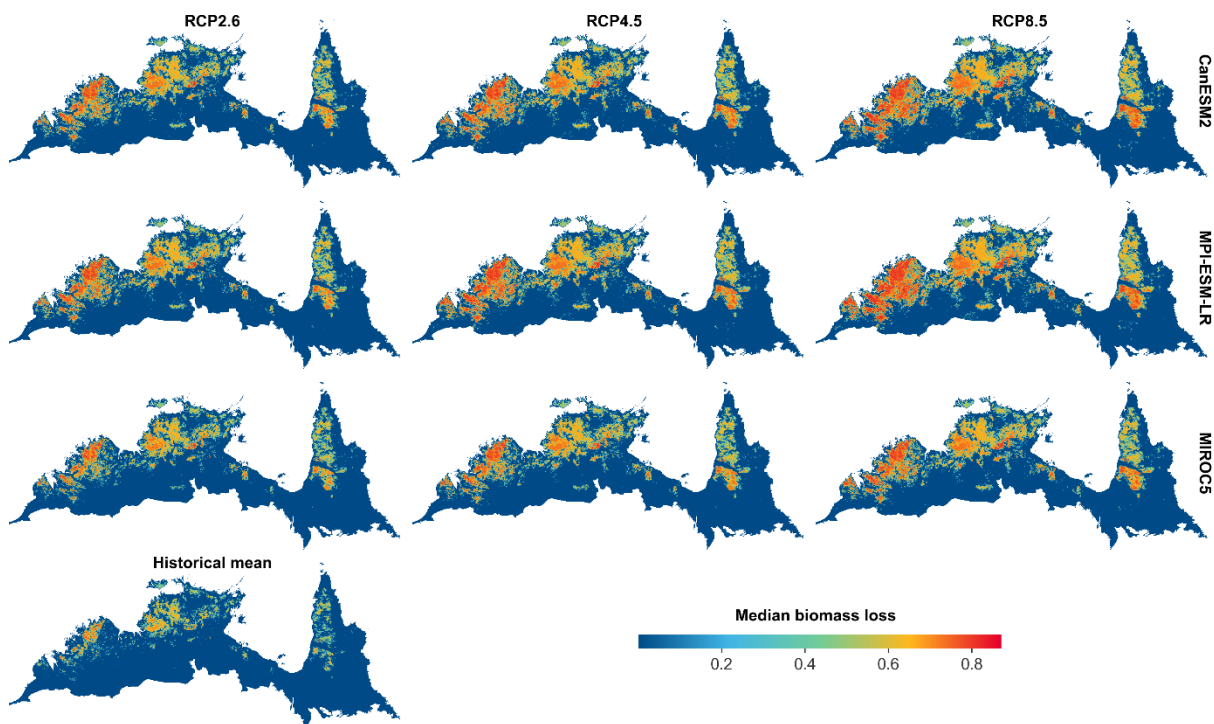 RCP2.6
RCP4.5
RCP8.5
CanESM2
MPI-ESM-LR
MIROC5
Historical mean
Median biomass loss
0.2
0.4
0.6
0.8